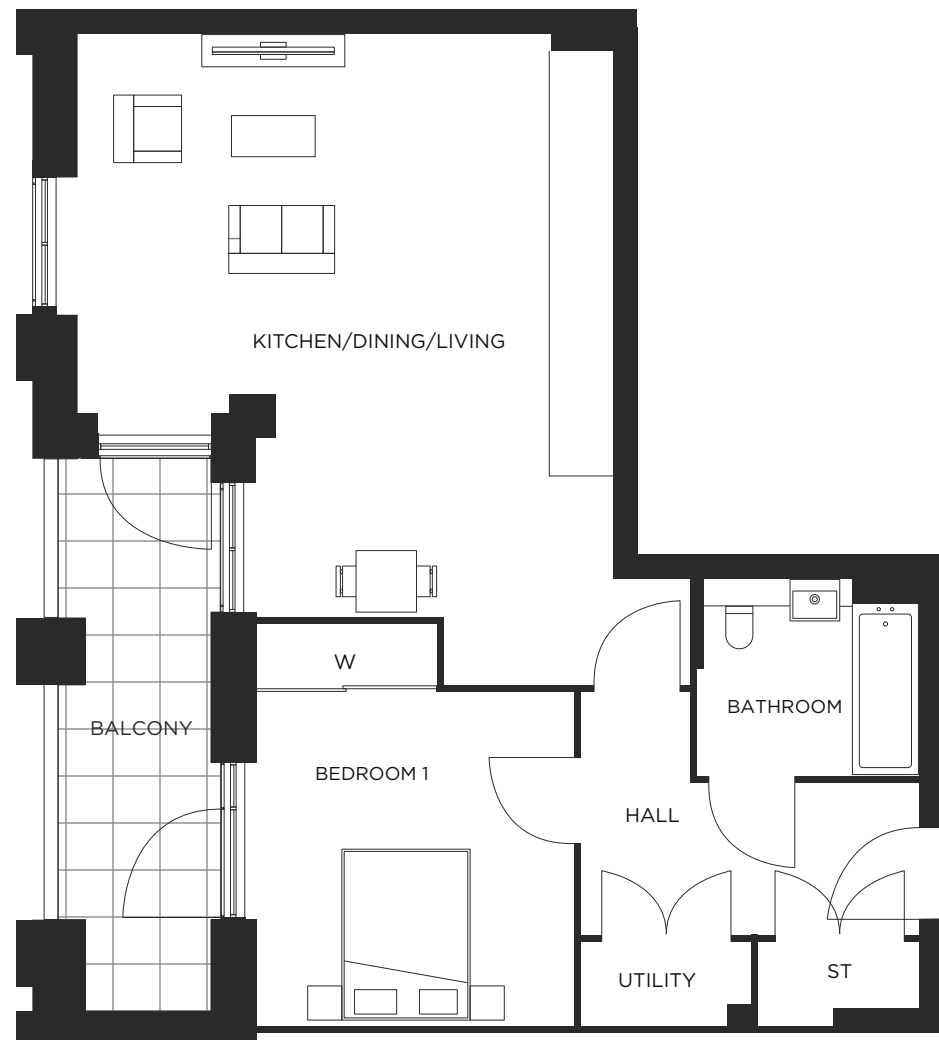 KITCHEN/DINING/LIVING
W
BATHROOM
BALCONY
BEDROOM 1
HALL
UTILITY
ST